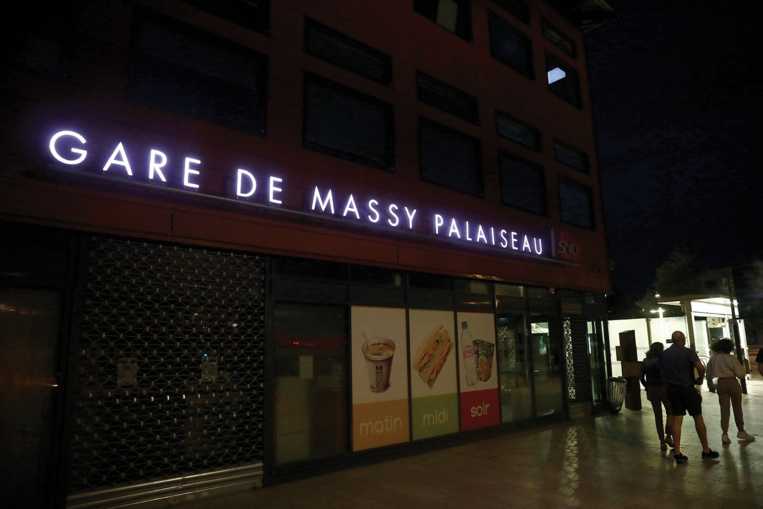 GARE DE MASSY PALAISEAU
SNCF
matin
midi
soir